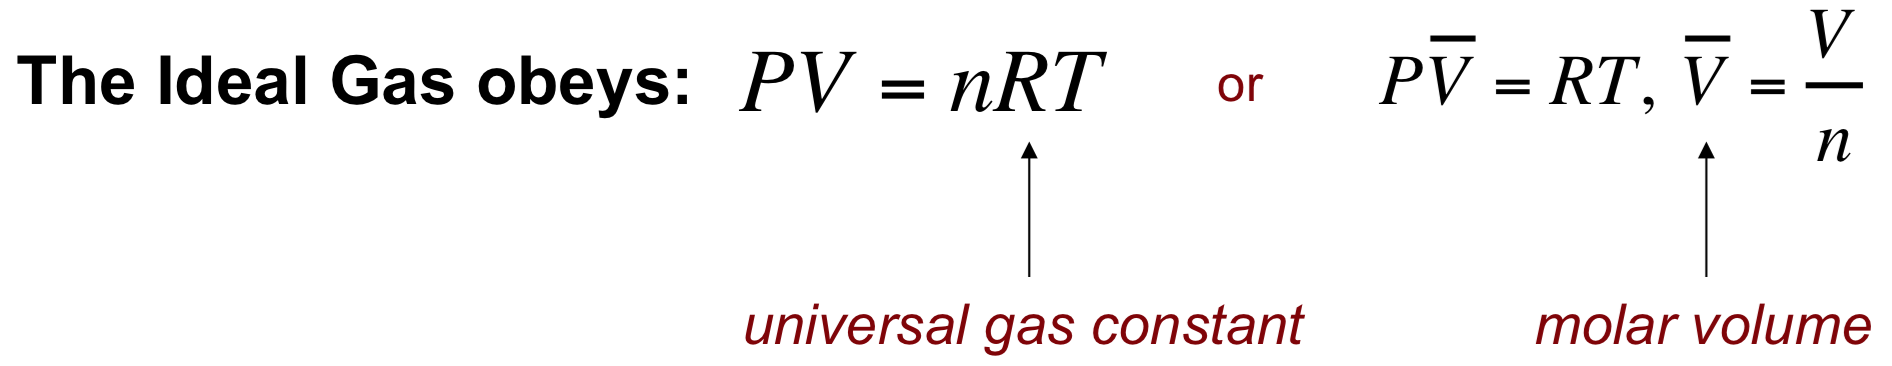 The Ideal Gas obeys: PV = nRT or PV̅ = RT, V̅ = V/n
universal gas constant molar volume